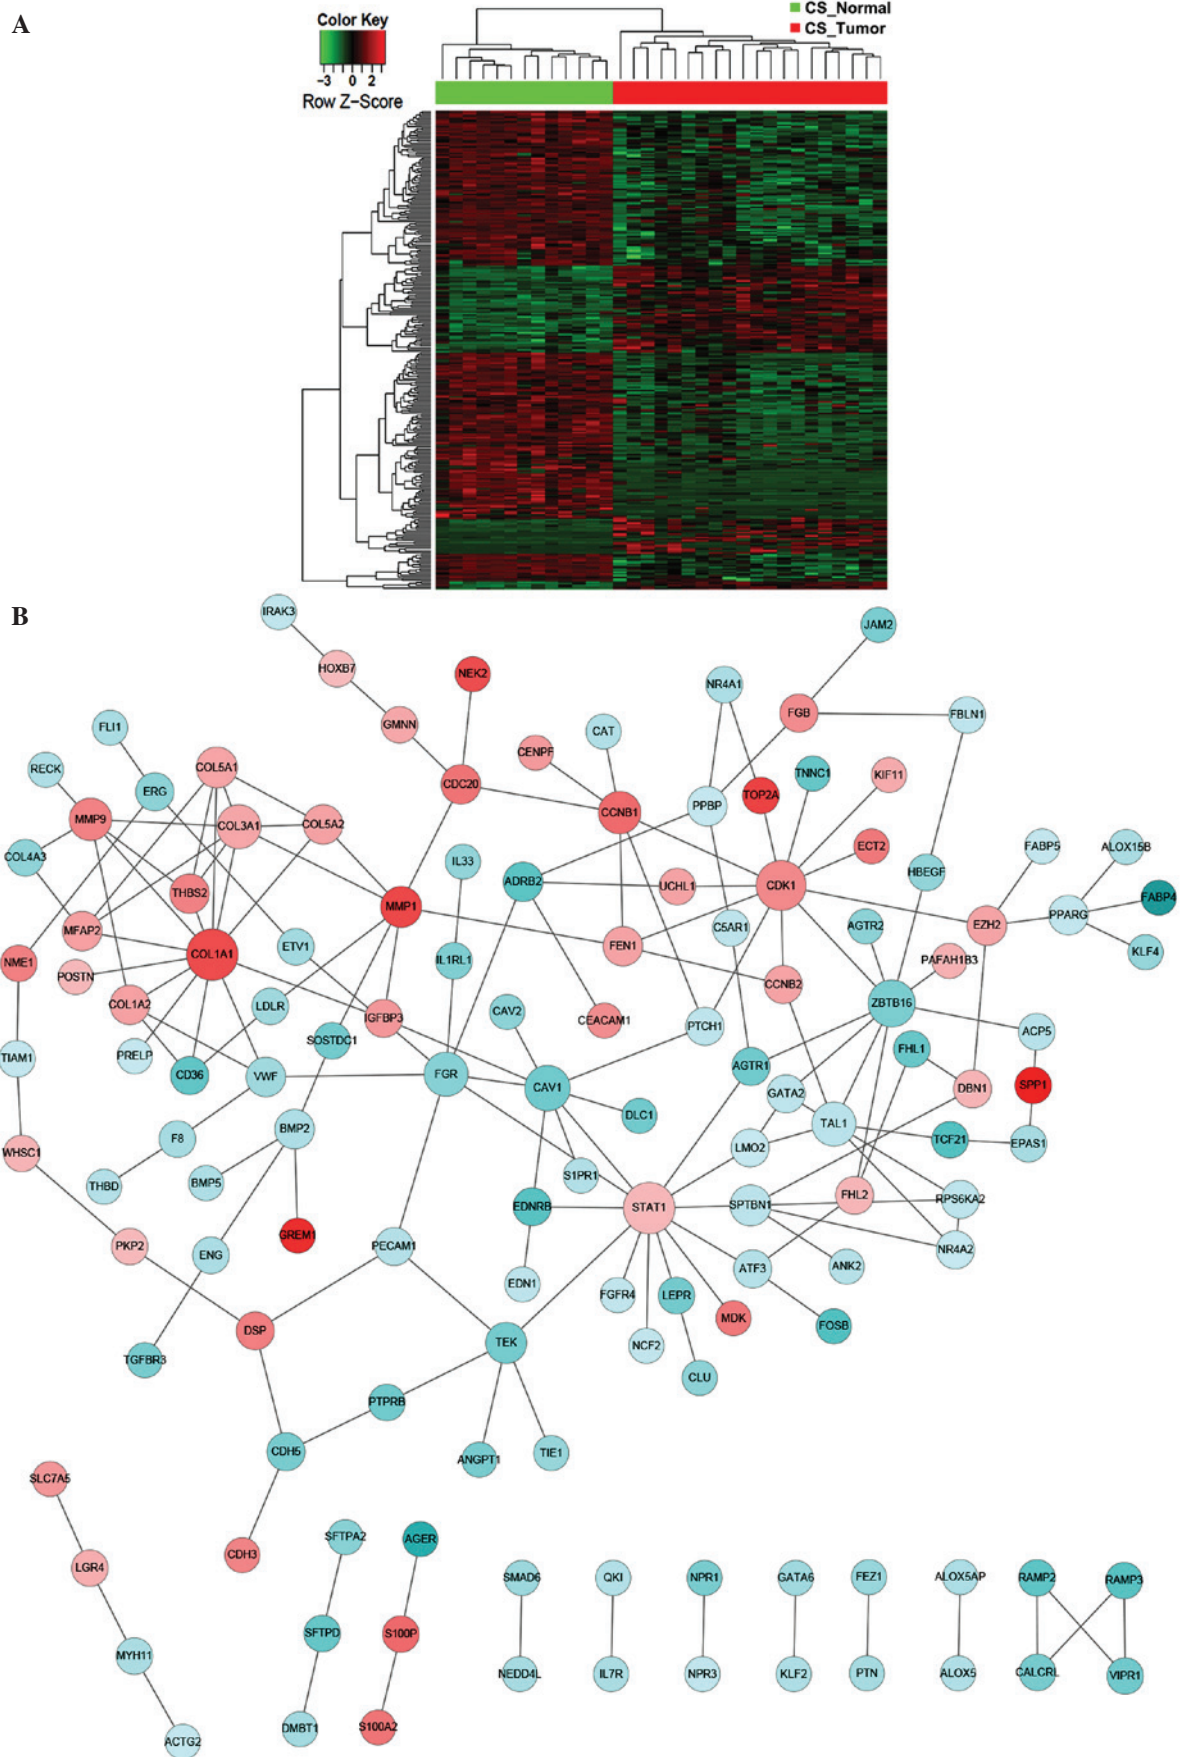 A
Color Key
−3 0 2
Row Z−Score
CS_Normal
CS_Tumor
B
IRAK3
JAM2
HOXB7
NEK2
NR4A1
FGB
FBLN1
GMNN
FLI1
CAT
CENPF
RECK
COL5A1
TNNC1
KIF11
ERG
CDC20
TOP2A
PPBP
CCNB1
MMP9
COL3A1
COL5A2
ECT2
FABP5
ALOX15B
COL4A3
IL33
HBEGF
ADRB2
UCHL1
CDK1
THBS2
FABP4
MMP1
PPARG
MFAP2
C5AR1
AGTR2
EZH2
ETV1
FEN1
KLF4
COL1A1
NME1
IL1RL1
PAFAH1B3
POSTN
CCNB2
COL1A2
LDLR
ZBTB16
IGFBP3
CAV2
CEACAM1
PTCH1
ACP5
SOSTDC1
FHL1
TIAM1
PRELP
CD36
VWF
FGR
CAV1
AGTR1
DBN1
SPP1
GATA2
DLC1
TAL1
F8
BMP2
LMO2
TCF21
EPAS1
WHSC1
THBD
BMP5
S1PR1
FHL2
RPS6KA2
EDNRB
STAT1
SPTBN1
GREM1
PKP2
PECAM1
ENG
NR4A2
ATF3
ANK2
EDN1
FGFR4
LEPR
MDK
FOSB
DSP
TEK
NCF2
TGFBR3
CLU
PTPRB
CDH5
ANGPT1
TIE1
SLC7A5
CDH3
SFTPA2
AGER
LGR4
SMAD6
QKI
NPR1
GATA6
FEZ1
ALOX5AP
RAMP2
RAMP3
SFTPD
S100P
MYH11
NEDD4L
IL7R
NPR3
KLF2
PTN
ALOX5
CALCRL
VIPR1
DMBT1
S100A2
ACTG2